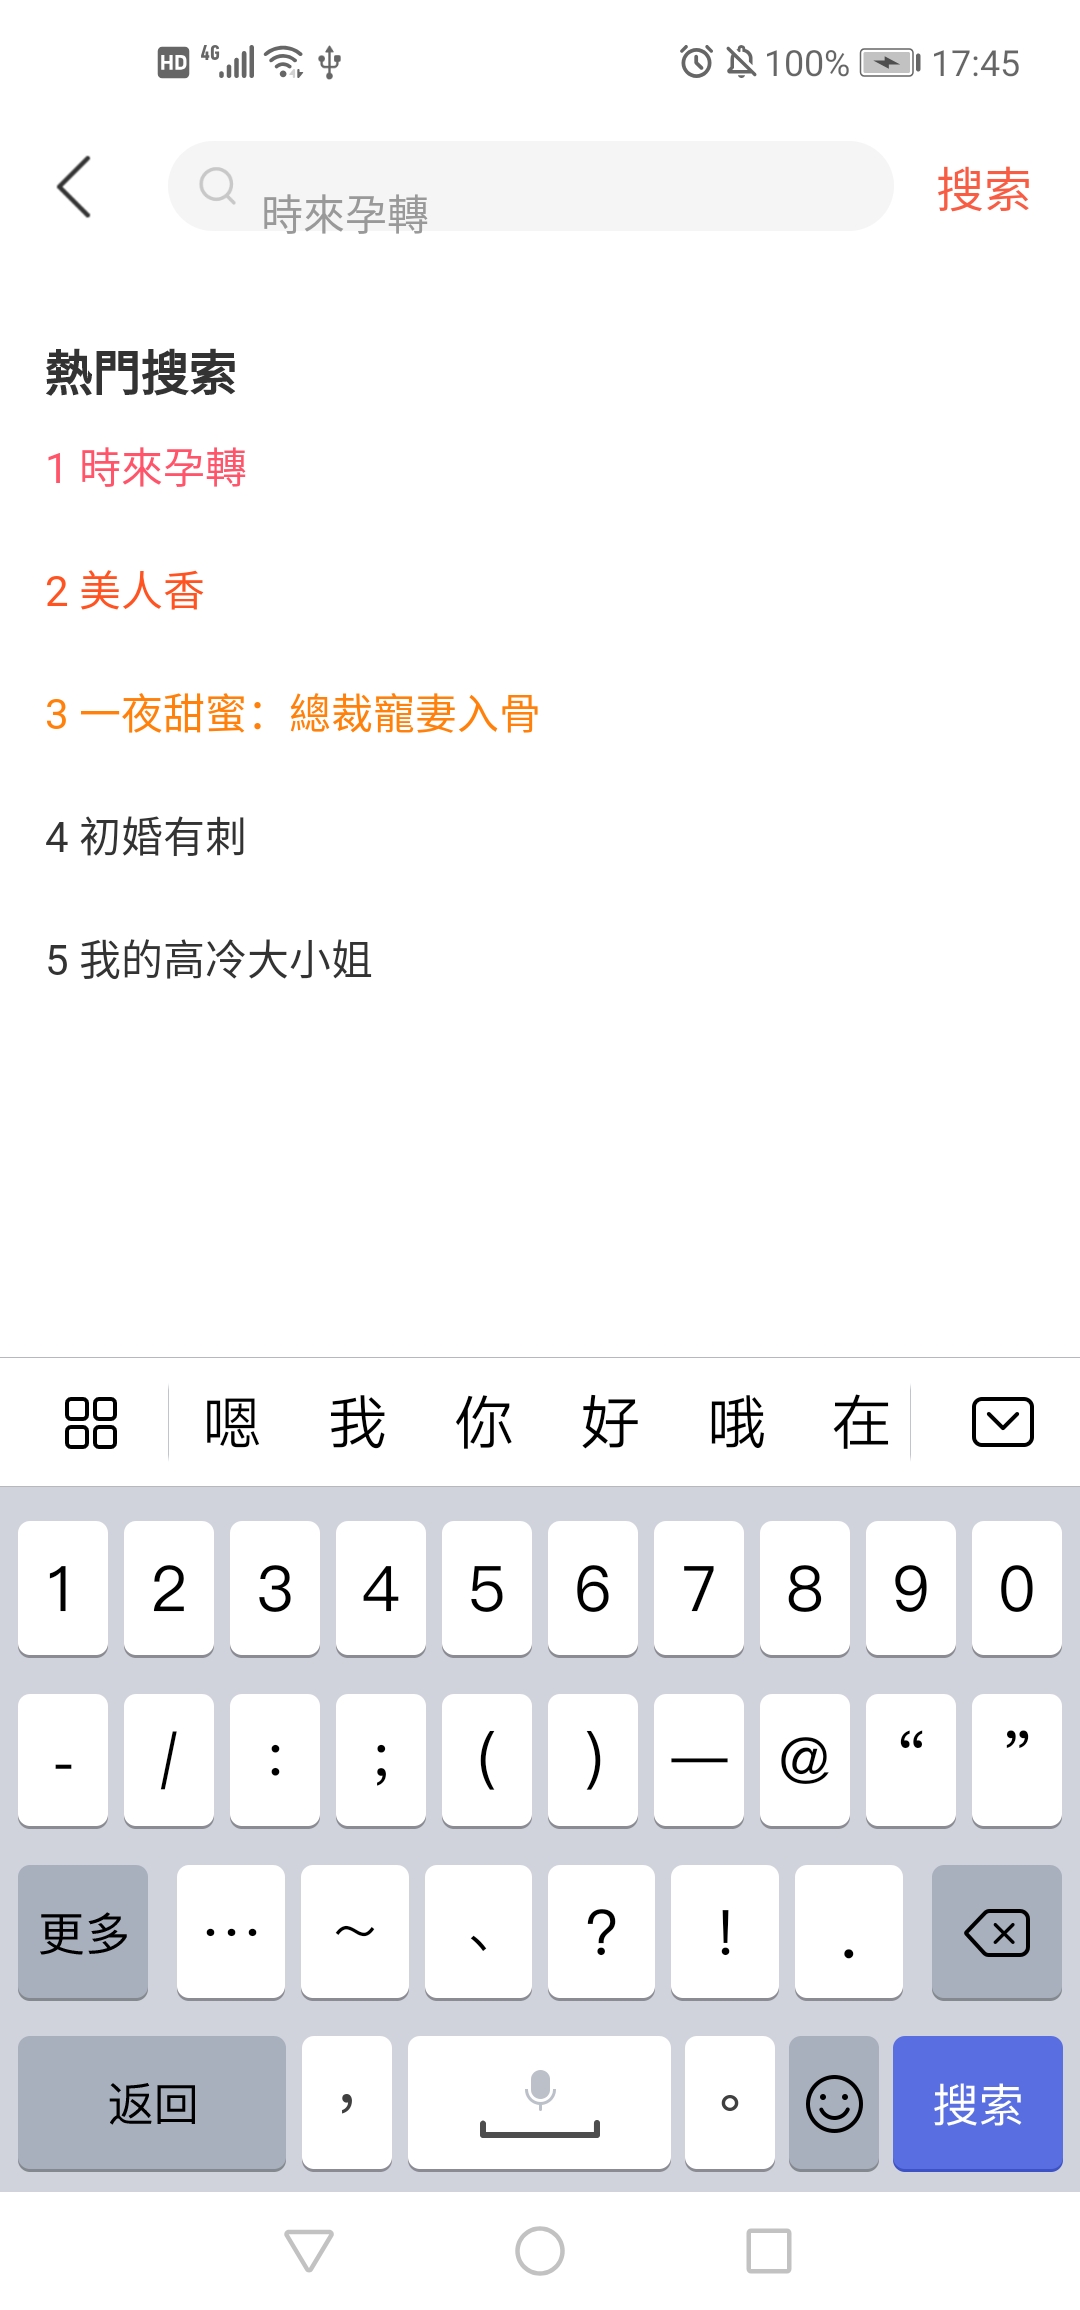 HD 4G 100% 17:45
時來孕轉 搜索
熱門搜索
1 時來孕轉
2 美人香
3 一夜甜蜜：總裁寵妻入骨
4 初婚有刺
5 我的高冷大小姐
嗯 我 你 好 哦 在
1 2 3 4 5 6 7 8 9 0
- / : ; ( ) — @ “ ”
更多 … ~ 、 ? ! .
返回 ， 。 搜索